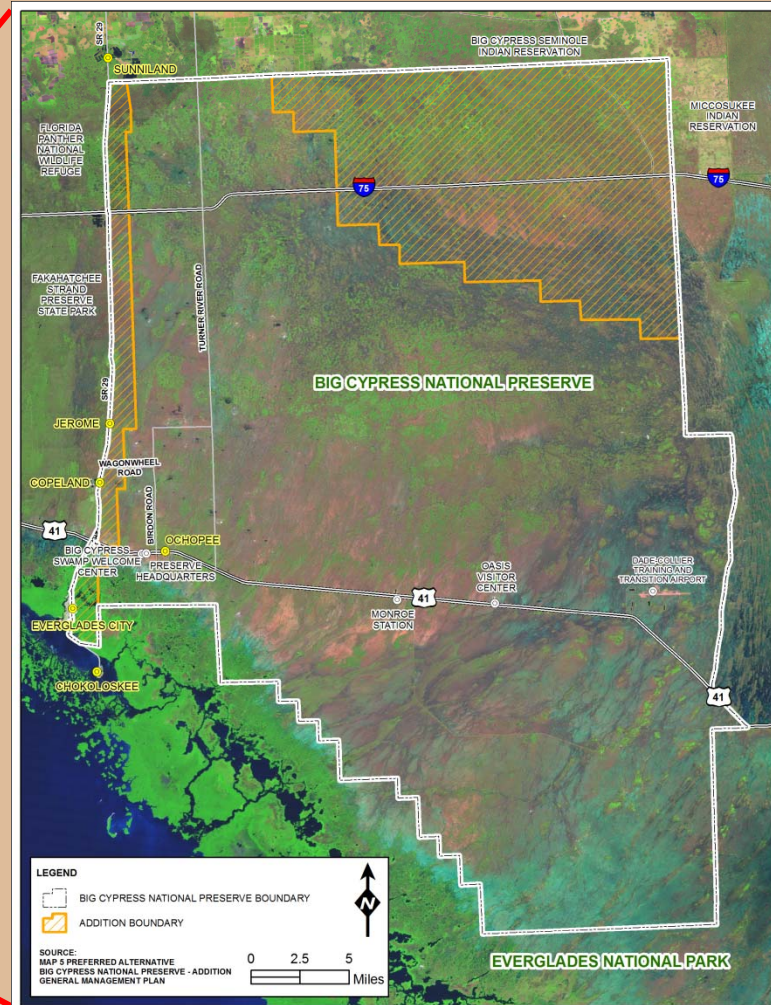 SR 29
SUNNILAND
BIG CYPRESS SEMINOLE
INDIAN RESERVATION
FLORIDA
PANTHER
NATIONAL
WILDLIFE
REFUGE
MICCOSUKEE
INDIAN
RESERVATION
75
75
FAKAHATCHEE
STRAND
PRESERVE
STATE PARK
TURNER RIVER ROAD
SR 29
BIG CYPRESS NATIONAL PRESERVE
JEROME
WAGONWHEEL
ROAD
COPELAND
BIRDON ROAD
41
OCHOPEE
BIG CYPRESS
SWAMP WELCOME
CENTER
PRESERVE
HEADQUARTERS
OASIS
VISITOR
CENTER
DADE-COLLIER
TRAINING AND
TRANSITION AIRPORT
41
MONROE
STATION
EVERGLADES CITY
CHOKOLOSKEE
41
LEGEND
BIG CYPRESS NATIONAL PRESERVE BOUNDARY
ADDITION BOUNDARY
N
SOURCE:
MAP 5 PREFERRED ALTERNATIVE
BIG CYPRESS NATIONAL PRESERVE - ADDITION
GENERAL MANAGEMENT PLAN
0 2.5 5
Miles
EVERGLADES NATIONAL PARK